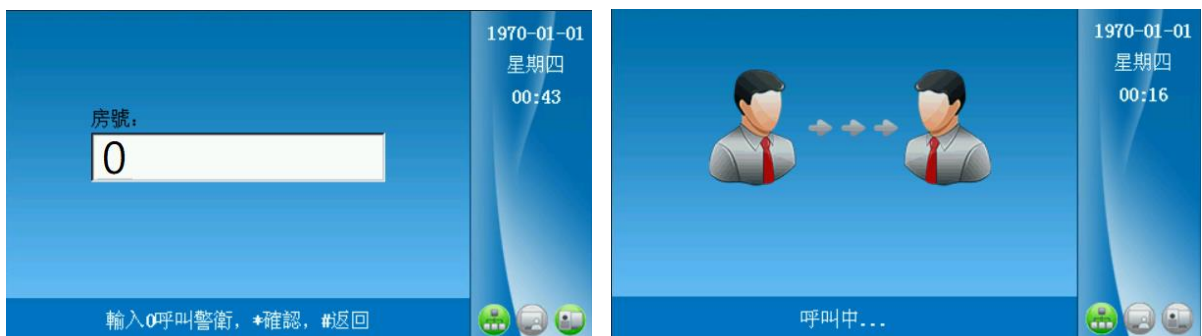 1970-01-01
星期四
00:43
房號:
0
輸入0呼叫警衛, *確認, #返回
1970-01-01
星期四
00:16
呼叫中...